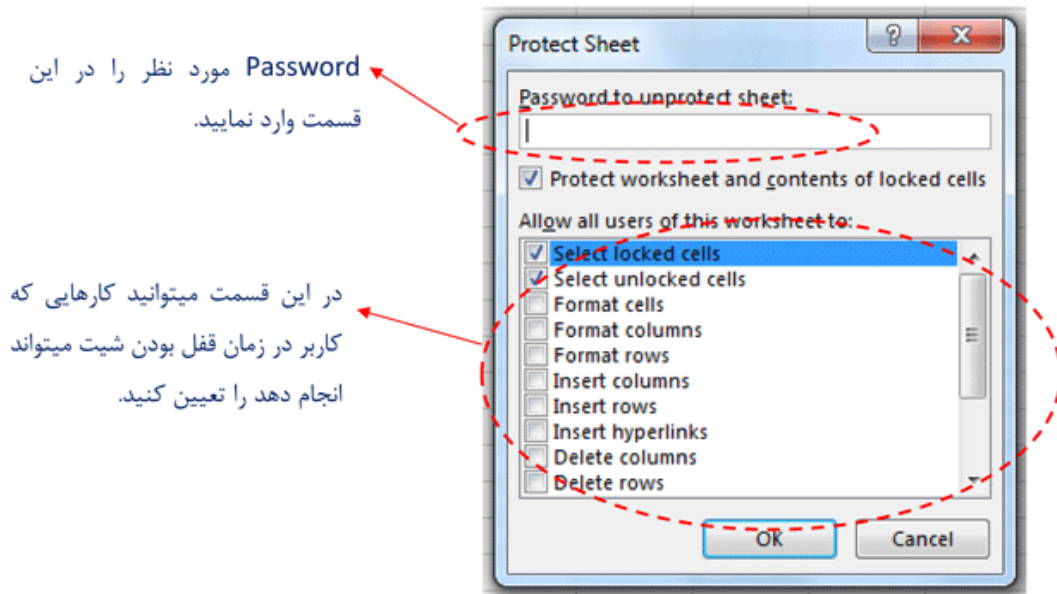 Password مورد نظر را در این
قسمت وارد نمایید.
در این قسمت میتوانید کارهایی که
کاربر در زمان قفل بودن شیت میتواند
انجام دهد را تعیین کنید.
Protect Sheet
Password to unprotect sheet:
Protect worksheet and contents of locked cells
Allow all users of this worksheet to:
Select locked cells
Select unlocked cells
Format cells
Format columns
Format rows
Insert columns
Insert rows
Insert hyperlinks
Delete columns
Delete rows
OK
Cancel